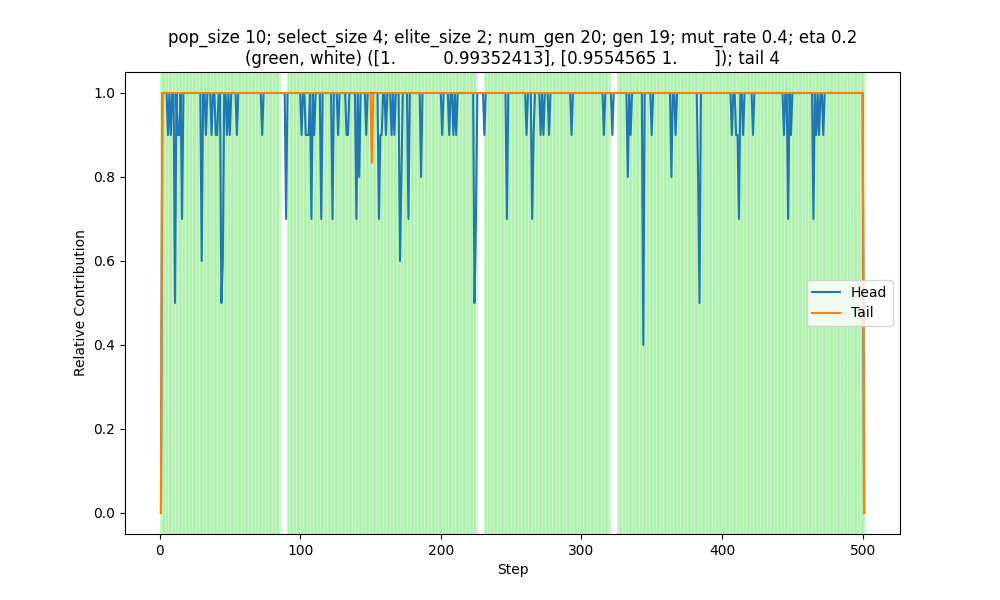 pop_size 10; select_size 4; elite_size 2; num_gen 20; gen 19; mut_rate 0.4; eta 0.2
(green, white) ([1.         0.99352413], [0.9554565 1.       ]); tail 4
1.0
0.8
0.6
0.4
0.2
0.0
Relative Contribution
Head
Tail
0 100 200 300 400 500
Step